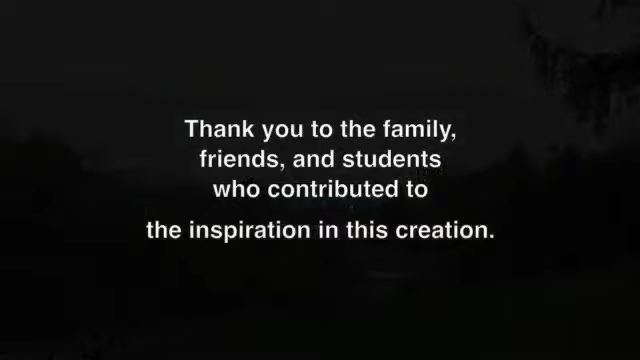 Thank you to the family,
friends, and students
who contributed to
the inspiration in this creation.